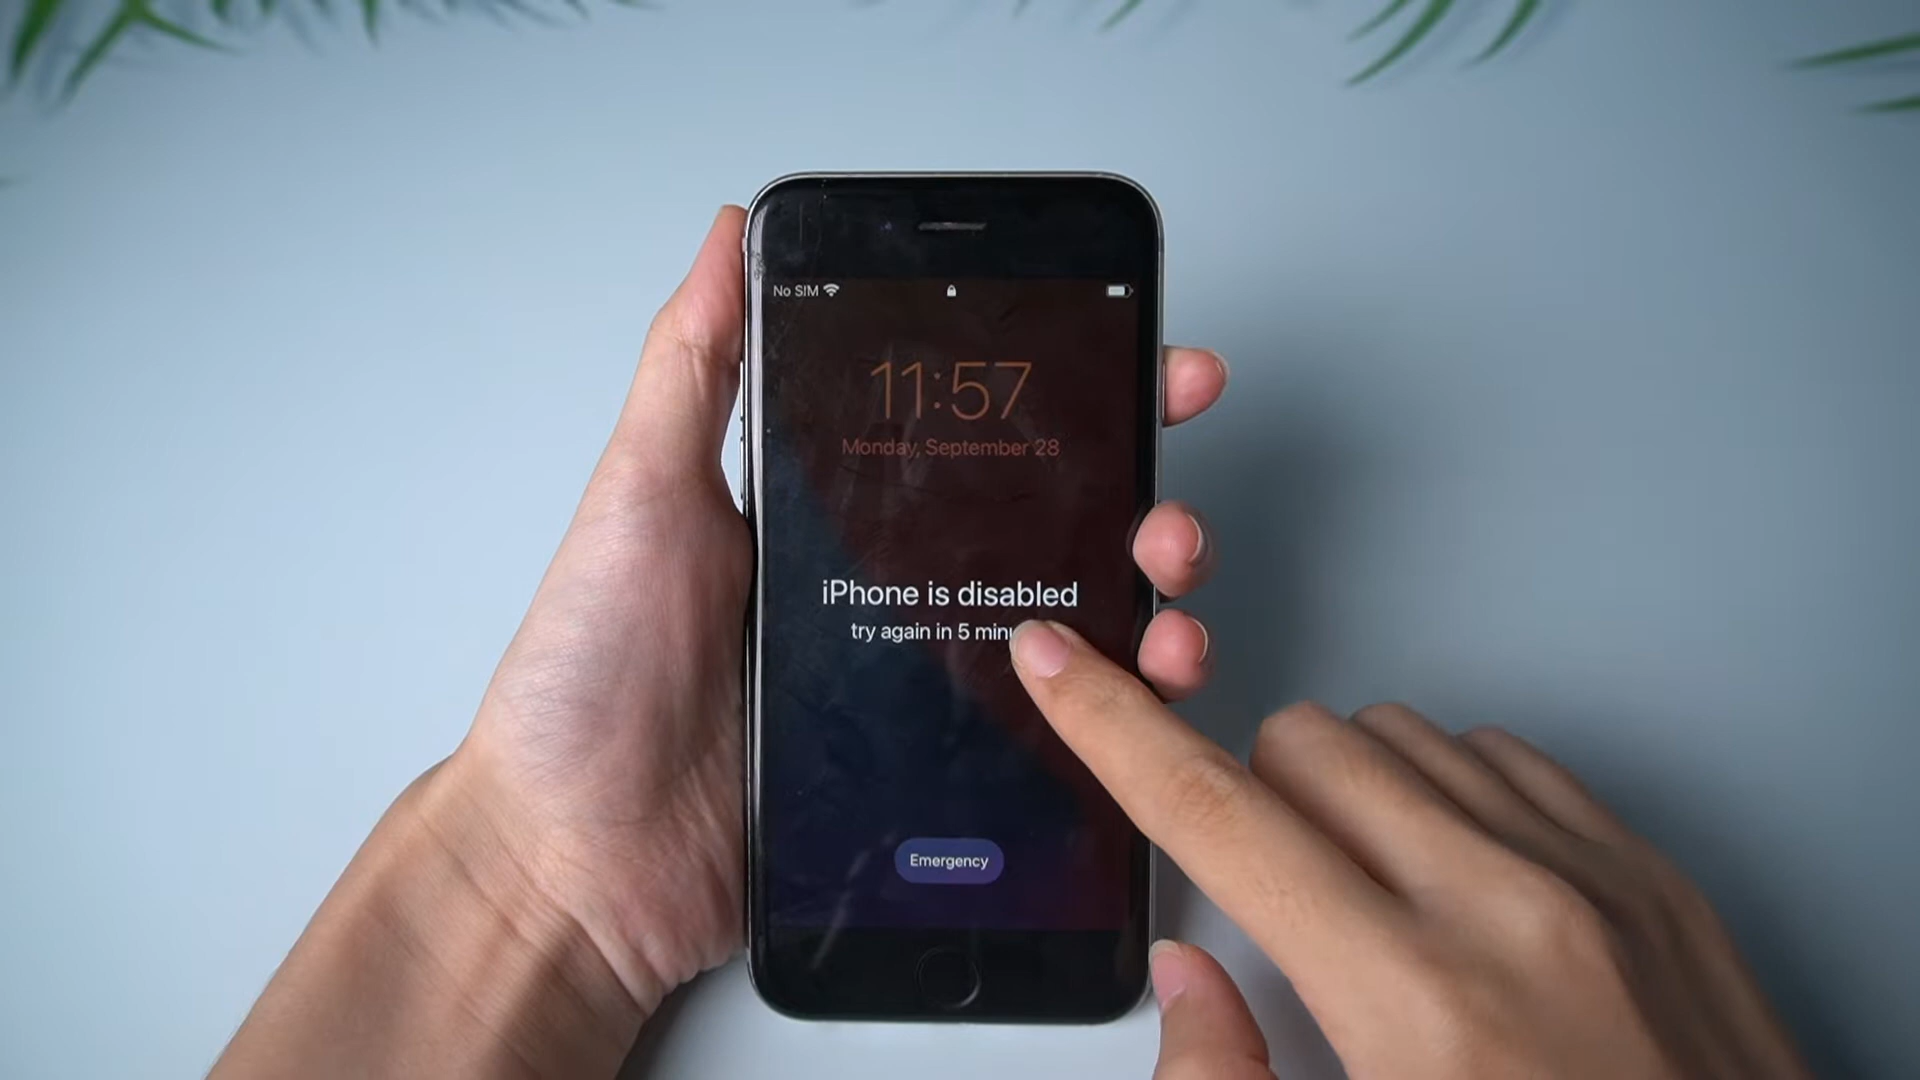 No SIM
11:57
Monday, September 28
iPhone is disabled
try again in 5
Emergency